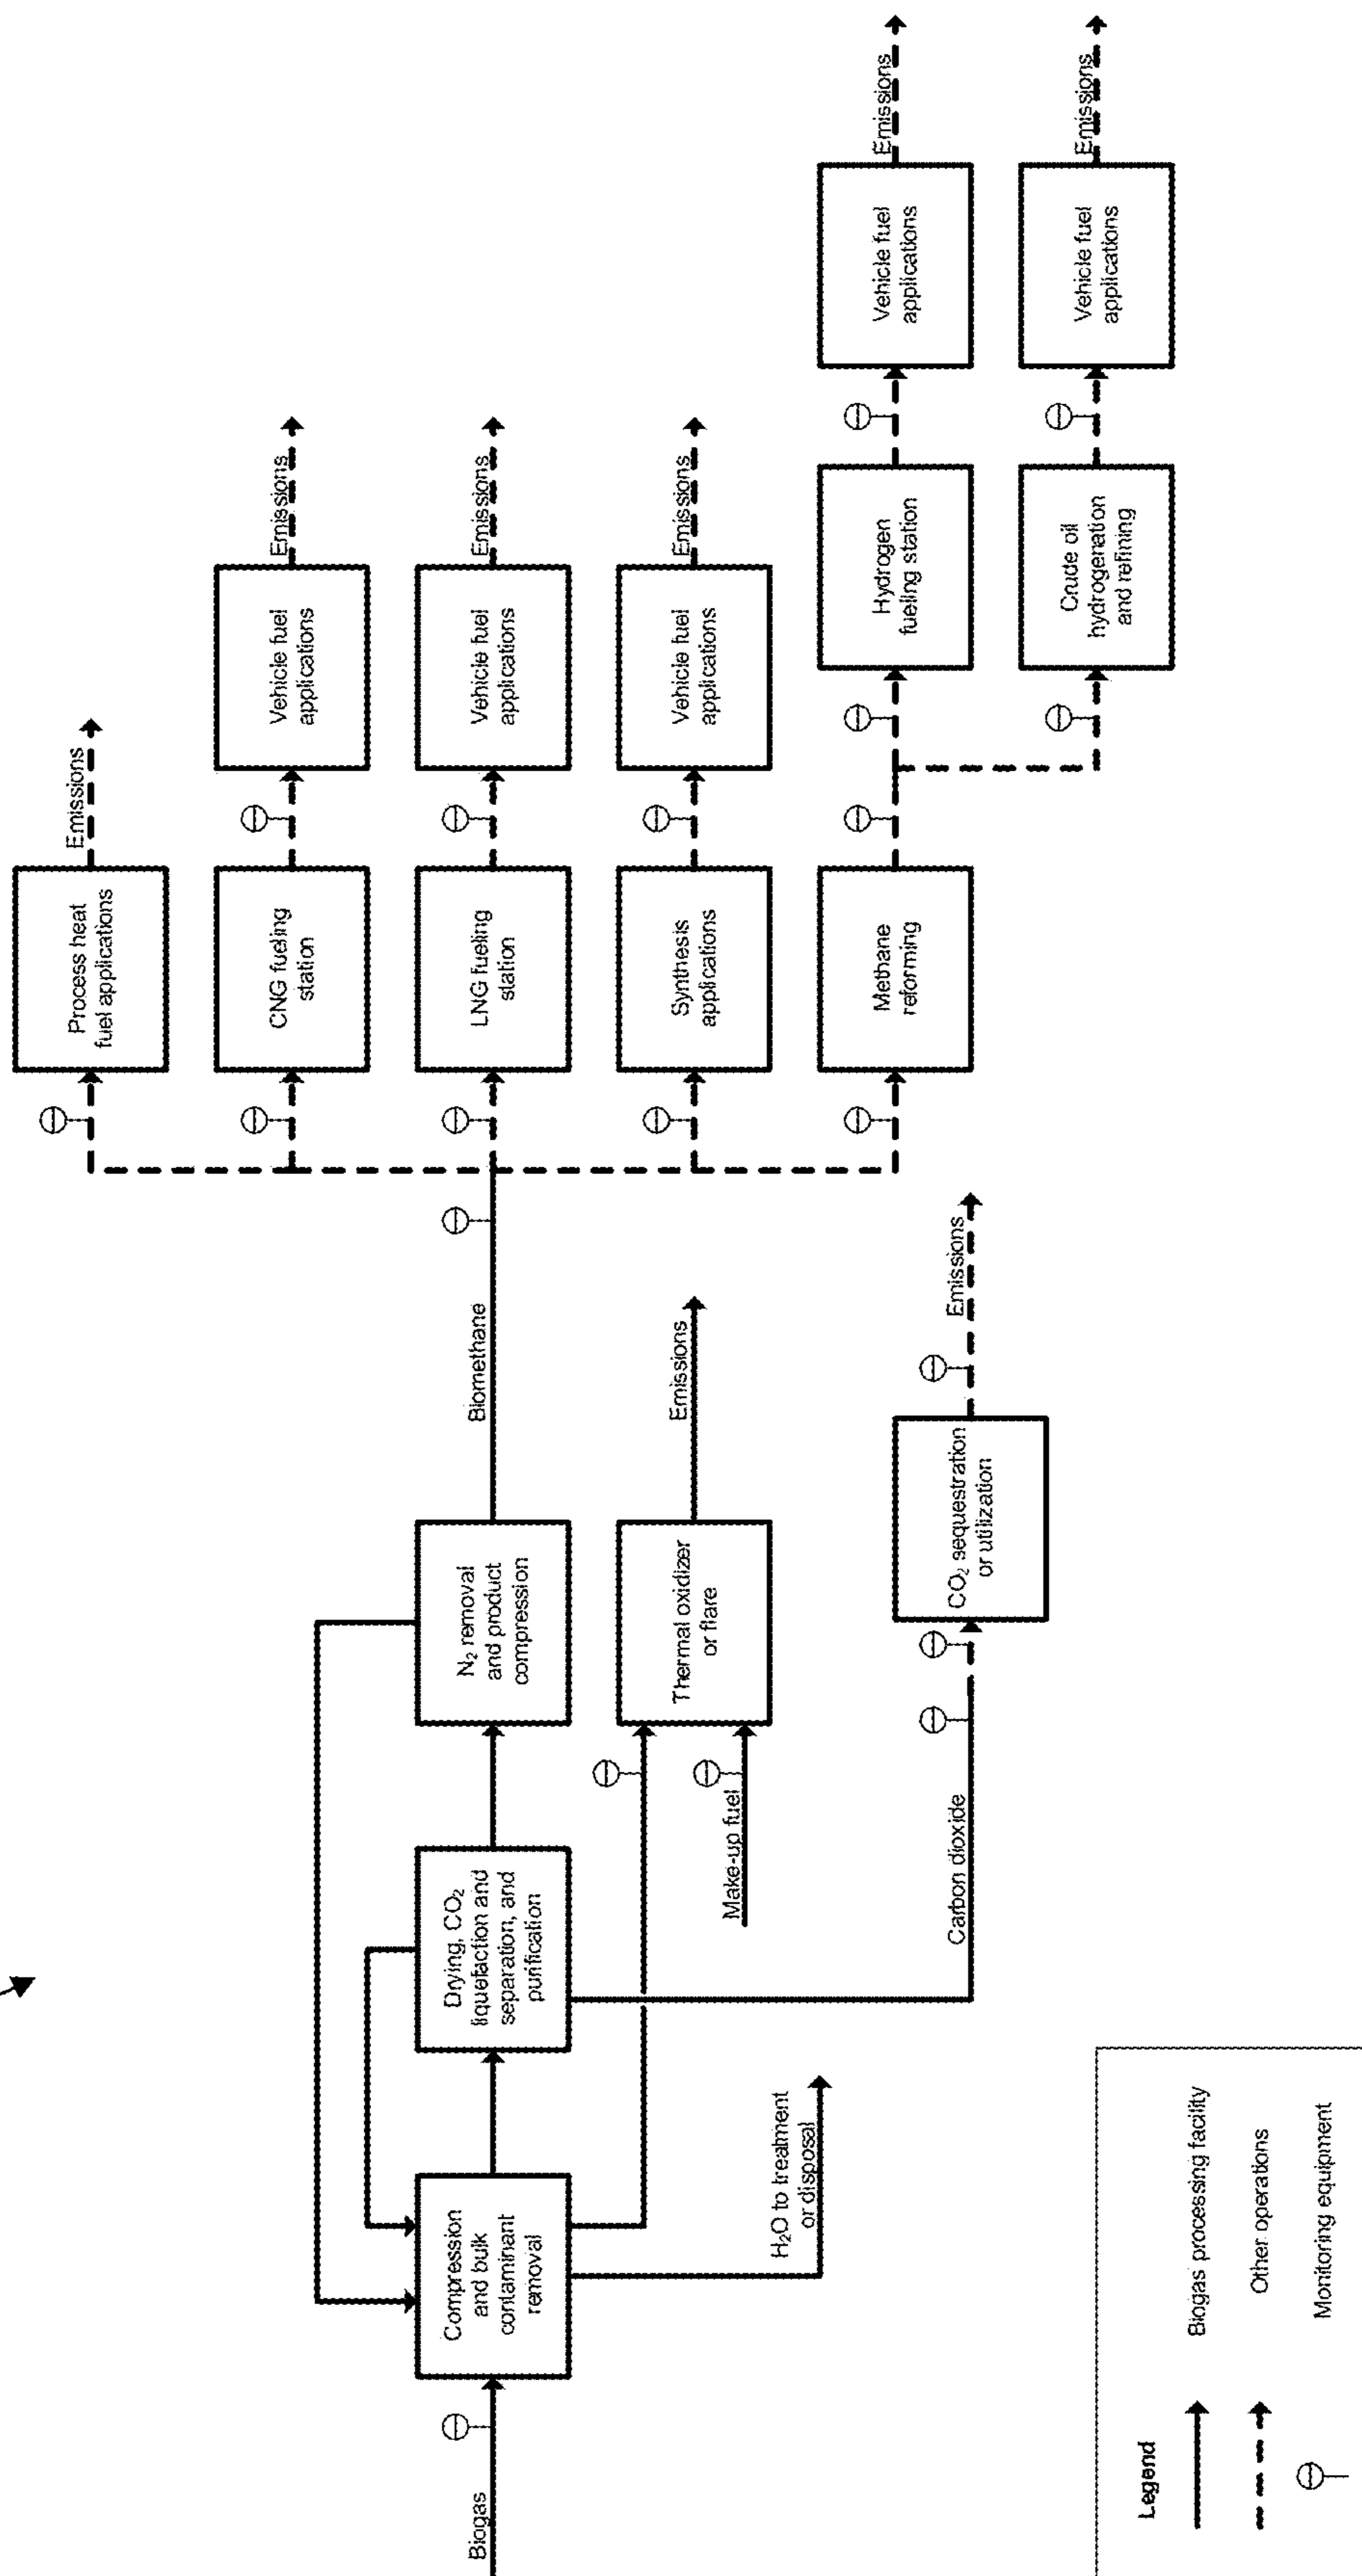 Biogas
Compression
and bulk
contaminant
removal
Drying, CO₂
liquefaction and
separation, and
purification
N₂ removal
and product
compression
Biomethane
H₂O to treatment
or disposal
Make-up fuel
Thermal oxidizer
or flare
Emissions
Carbon dioxide
CO₂ sequestration
or utilization
Emissions
Process heat
fuel applications
Emissions
CNG fueling
station
Vehicle fuel
applications
Emissions
LNG fueling
station
Vehicle fuel
applications
Emissions
Synthesis
applications
Vehicle fuel
applications
Emissions
Methane
reforming
Hydrogen
fueling station
Vehicle fuel
applications
Emissions
Crude oil
hydrogenation
and refining
Vehicle fuel
applications
Emissions
Legend
Biogas processing facility
Other operations
Monitoring equipment